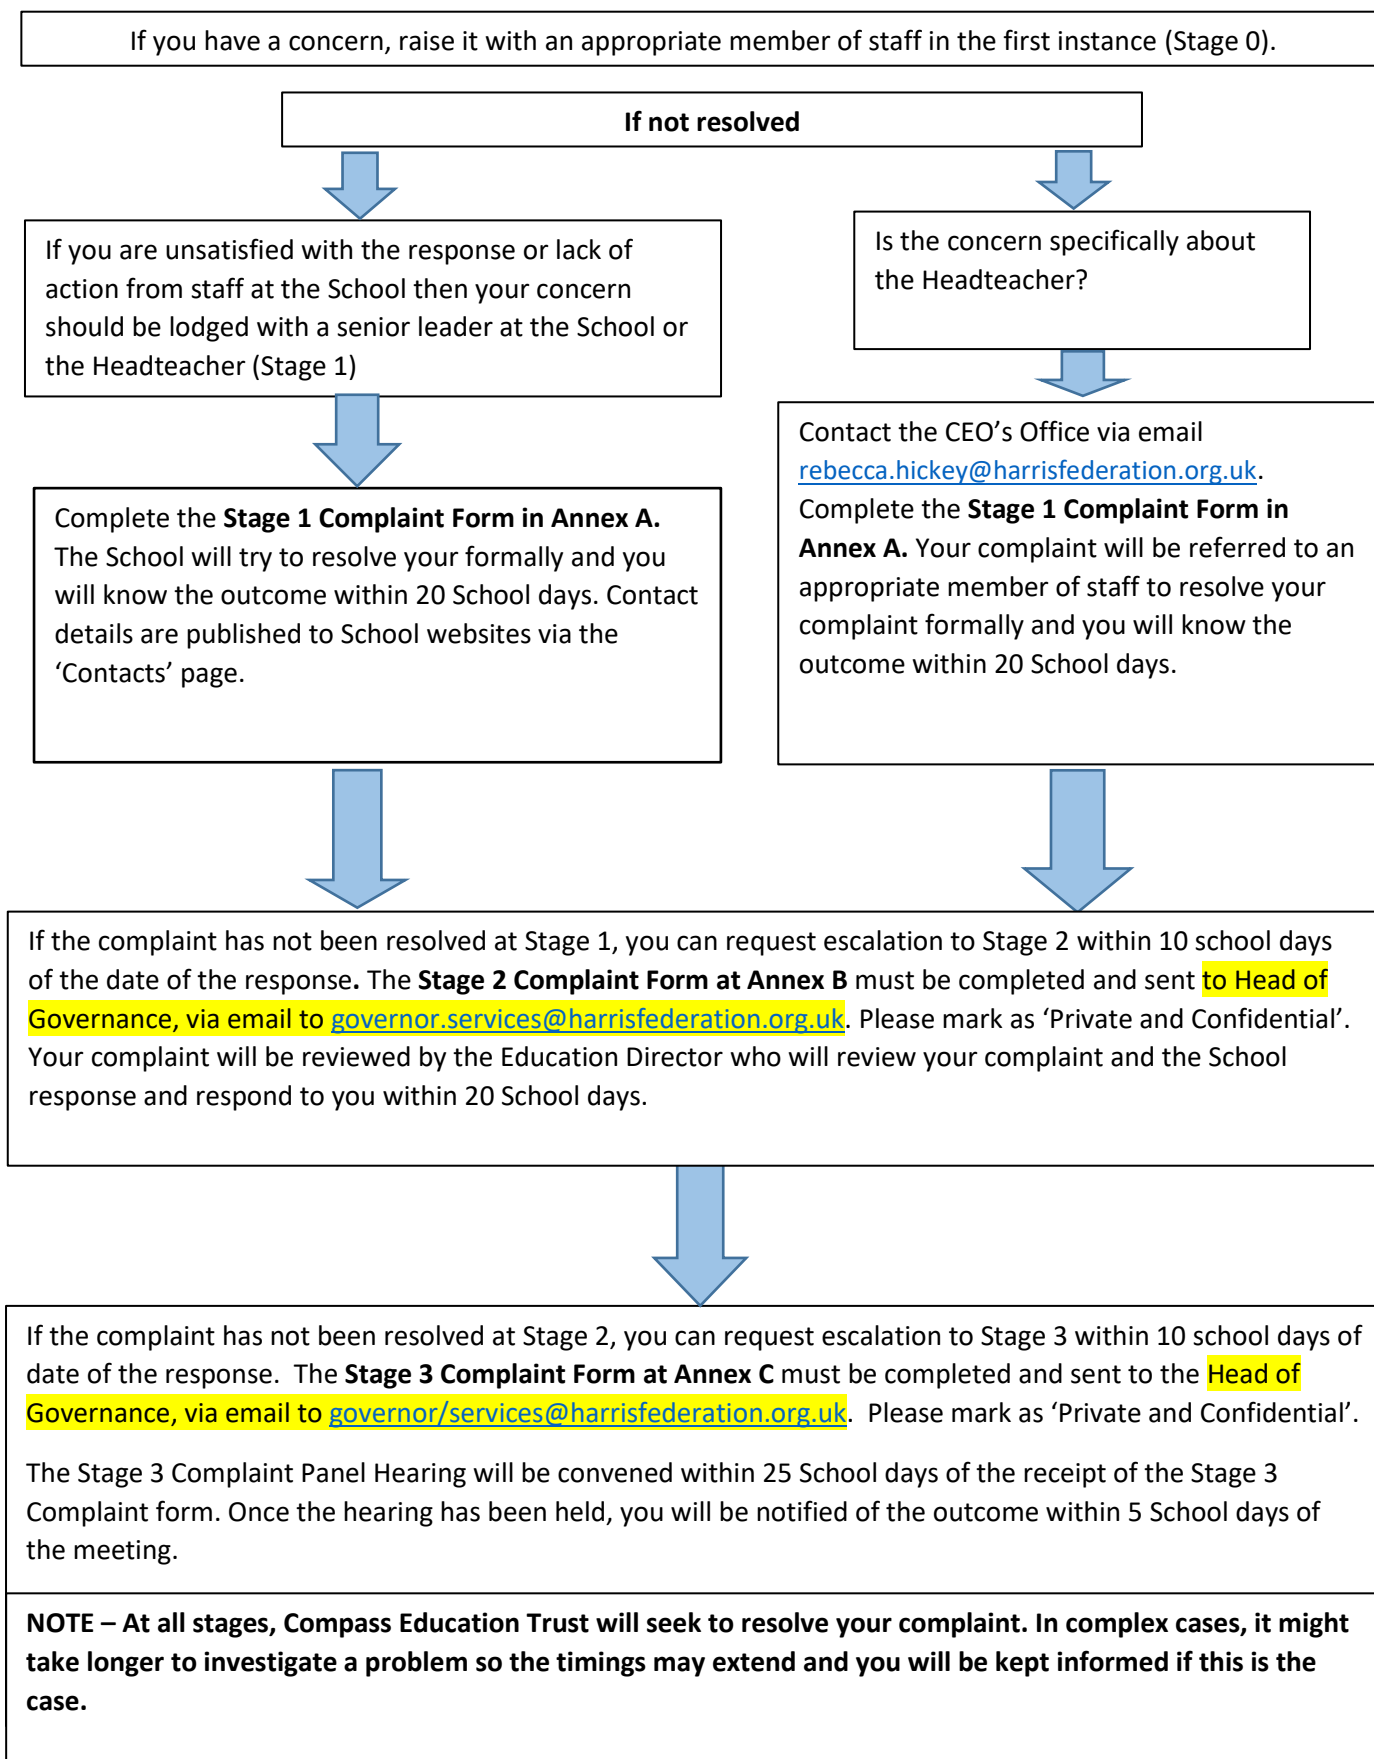 If you have a concern, raise it with an appropriate member of staff in the first instance (Stage 0).
If not resolved
If you are unsatisfied with the response or lack of
action from staff at the School then your concern
should be lodged with a senior leader at the School or
the Headteacher (Stage 1)
Is the concern specifically about
the Headteacher?
Complete the Stage 1 Complaint Form in Annex A.
The School will try to resolve your formally and you
will know the outcome within 20 School days. Contact
details are published to School websites via the
‘Contacts’ page.
Contact the CEO’s Office via email
rebecca.hickey@harrisfederation.org.uk.
Complete the Stage 1 Complaint Form in
Annex A. Your complaint will be referred to an
appropriate member of staff to resolve your
complaint formally and you will know the
outcome within 20 School days.
If the complaint has not been resolved at Stage 1, you can request escalation to Stage 2 within 10 school days
of the date of the response. The Stage 2 Complaint Form at Annex B must be completed and sent to Head of
Governance, via email to governor.services@harrisfederation.org.uk. Please mark as ‘Private and Confidential’.
Your complaint will be reviewed by the Education Director who will review your complaint and the School
response and respond to you within 20 School days.
If the complaint has not been resolved at Stage 2, you can request escalation to Stage 3 within 10 school days of
date of the response. The Stage 3 Complaint Form at Annex C must be completed and sent to the Head of
Governance, via email to governor/services@harrisfederation.org.uk. Please mark as ‘Private and Confidential’.
The Stage 3 Complaint Panel Hearing will be convened within 25 School days of the receipt of the Stage 3
Complaint form. Once the hearing has been held, you will be notified of the outcome within 5 School days of
the meeting.
NOTE – At all stages, Compass Education Trust will seek to resolve your complaint. In complex cases, it might
take longer to investigate a problem so the timings may extend and you will be kept informed if this is the
case.